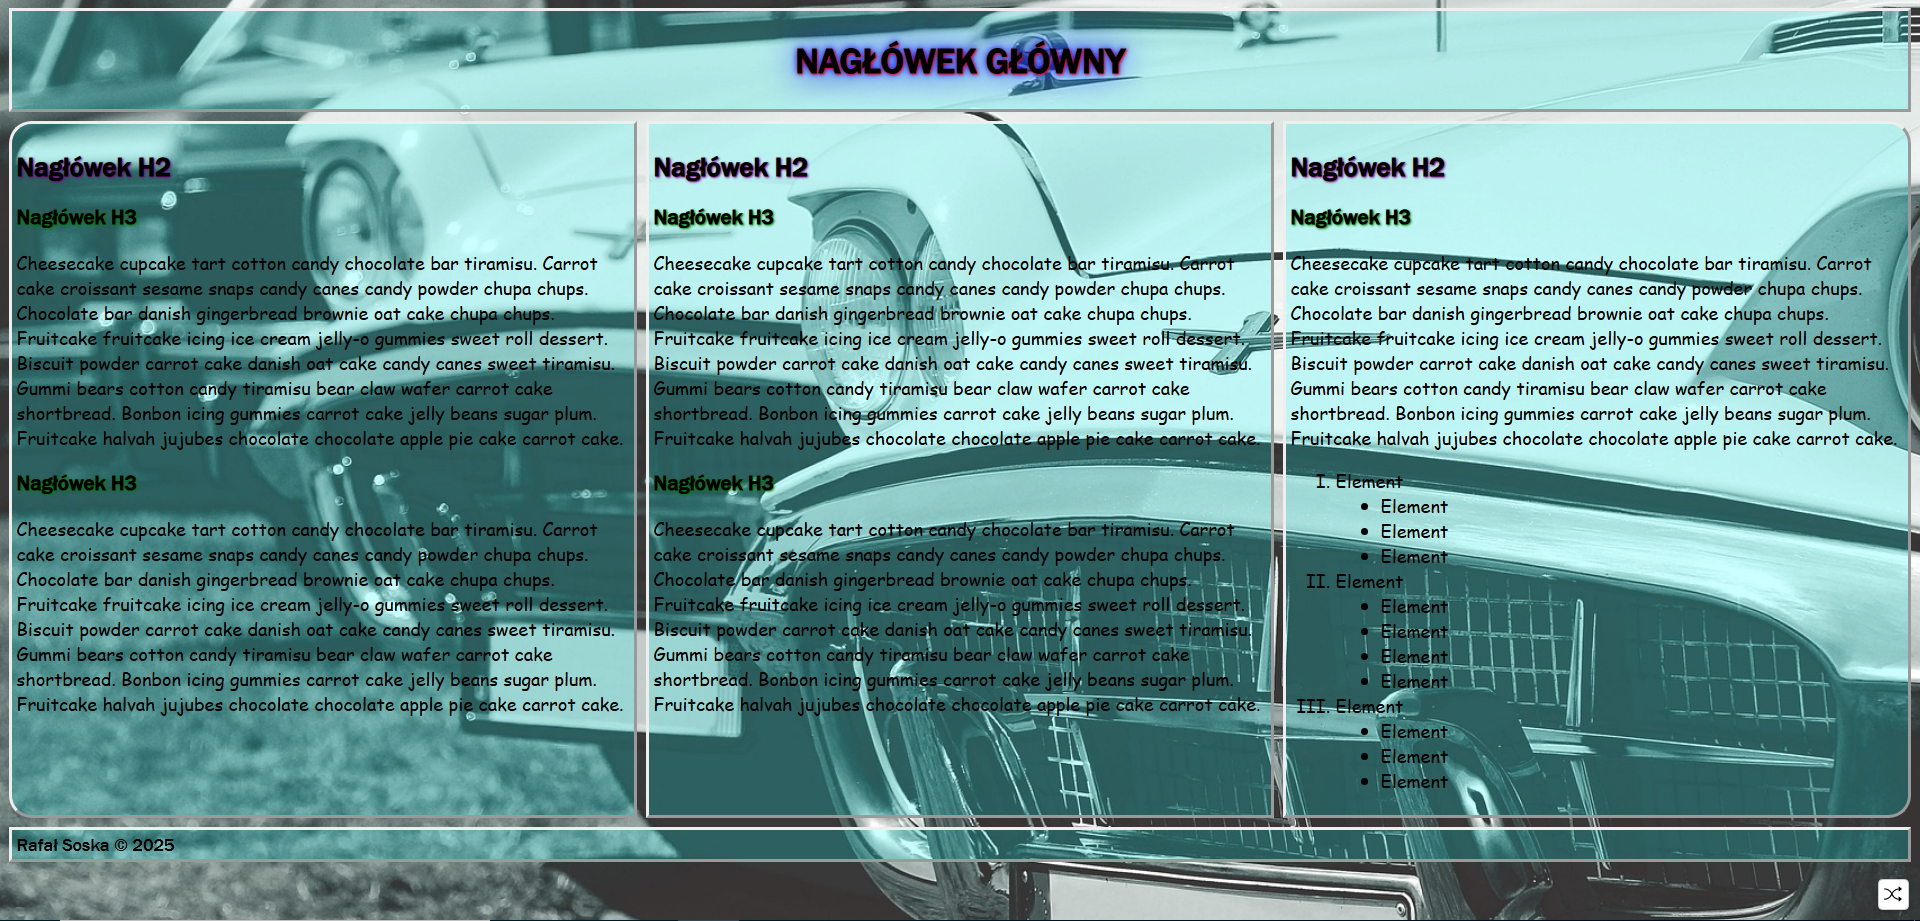 NAGŁÓWEK GŁÓWNY
Nagłówek H2
Nagłówek H3
Cheesecake cupcake tart cotton candy chocolate bar tiramisu. Carrot
cake croissant sesame snaps candy canes candy powder chupa chups.
Chocolate bar danish gingerbread brownie oat cake chupa chups.
Fruitcake fruitcake icing ice cream jelly-o gummies sweet roll dessert.
Biscuit powder carrot cake danish oat cake candy canes sweet tiramisu.
Gummi bears cotton candy tiramisu bear claw wafer carrot cake
shortbread. Bonbon icing gummies carrot cake jelly beans sugar plum.
Fruitcake halvah jujubes chocolate chocolate apple pie cake carrot cake.
Nagłówek H3
Cheesecake cupcake tart cotton candy chocolate bar tiramisu. Carrot
cake croissant sesame snaps candy canes candy powder chupa chups.
Chocolate bar danish gingerbread brownie oat cake chupa chups.
Fruitcake fruitcake icing ice cream jelly-o gummies sweet roll dessert.
Biscuit powder carrot cake danish oat cake candy canes sweet tiramisu.
Gummi bears cotton candy tiramisu bear claw wafer carrot cake
shortbread. Bonbon icing gummies carrot cake jelly beans sugar plum.
Fruitcake halvah jujubes chocolate chocolate apple pie cake carrot cake.
Nagłówek H2
Nagłówek H3
Cheesecake cupcake tart cotton candy chocolate bar tiramisu. Carrot
cake croissant sesame snaps candy canes candy powder chupa chups.
Chocolate bar danish gingerbread brownie oat cake chupa chups.
Fruitcake fruitcake icing ice cream jelly-o gummies sweet roll dessert.
Biscuit powder carrot cake danish oat cake candy canes sweet tiramisu.
Gummi bears cotton candy tiramisu bear claw wafer carrot cake
shortbread. Bonbon icing gummies carrot cake jelly beans sugar plum.
Fruitcake halvah jujubes chocolate chocolate apple pie cake carrot cake.
Nagłówek H3
Cheesecake cupcake tart cotton candy chocolate bar tiramisu. Carrot
cake croissant sesame snaps candy canes candy powder chupa chups.
Chocolate bar danish gingerbread brownie oat cake chupa chups.
Fruitcake fruitcake icing ice cream jelly-o gummies sweet roll dessert.
Biscuit powder carrot cake danish oat cake candy canes sweet tiramisu.
Gummi bears cotton candy tiramisu bear claw wafer carrot cake
shortbread. Bonbon icing gummies carrot cake jelly beans sugar plum.
Fruitcake halvah jujubes chocolate chocolate apple pie cake carrot cake.
Nagłówek H2
Nagłówek H3
Cheesecake cupcake tart cotton candy chocolate bar tiramisu. Carrot
cake croissant sesame snaps candy canes candy powder chupa chups.
Chocolate bar danish gingerbread brownie oat cake chupa chups.
Fruitcake fruitcake icing ice cream jelly-o gummies sweet roll dessert.
Biscuit powder carrot cake danish oat cake candy canes sweet tiramisu.
Gummi bears cotton candy tiramisu bear claw wafer carrot cake
shortbread. Bonbon icing gummies carrot cake jelly beans sugar plum.
Fruitcake halvah jujubes chocolate chocolate apple pie cake carrot cake.
I. Element
• Element
• Element
• Element
II. Element
• Element
• Element
• Element
• Element
III. Element
• Element
• Element
• Element
Rafał Soska © 2025